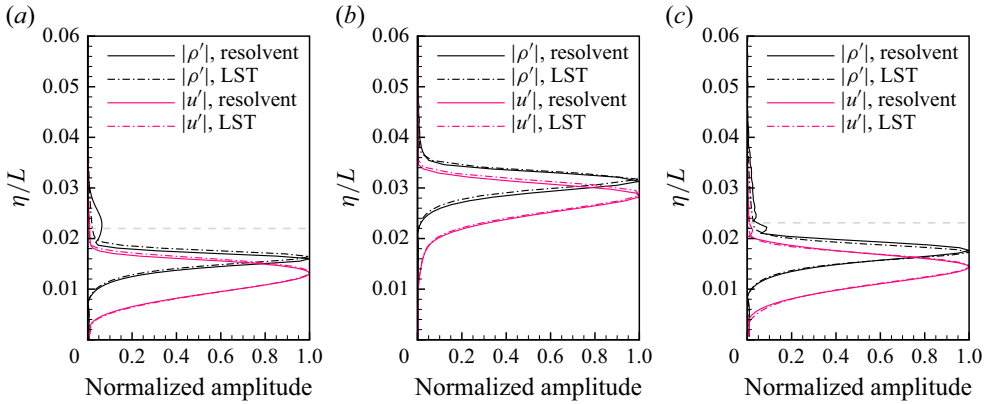 (a)
0.06
0.05
0.04
0.03
0.02
0.01
η/L
|ρ′|, resolvent
|ρ′|, LST
|u′|, resolvent
|u′|, LST
0 0.2 0.4 0.6 0.8 1.0
Normalized amplitude
(b)
0.06
0.05
0.04
0.03
0.02
0.01
η/L
|ρ′|, resolvent
|ρ′|, LST
|u′|, resolvent
|u′|, LST
0 0.2 0.4 0.6 0.8 1.0
Normalized amplitude
(c)
0.06
0.05
0.04
0.03
0.02
0.01
η/L
|ρ′|, resolvent
|ρ′|, LST
|u′|, resolvent
|u′|, LST
0 0.2 0.4 0.6 0.8 1.0
Normalized amplitude